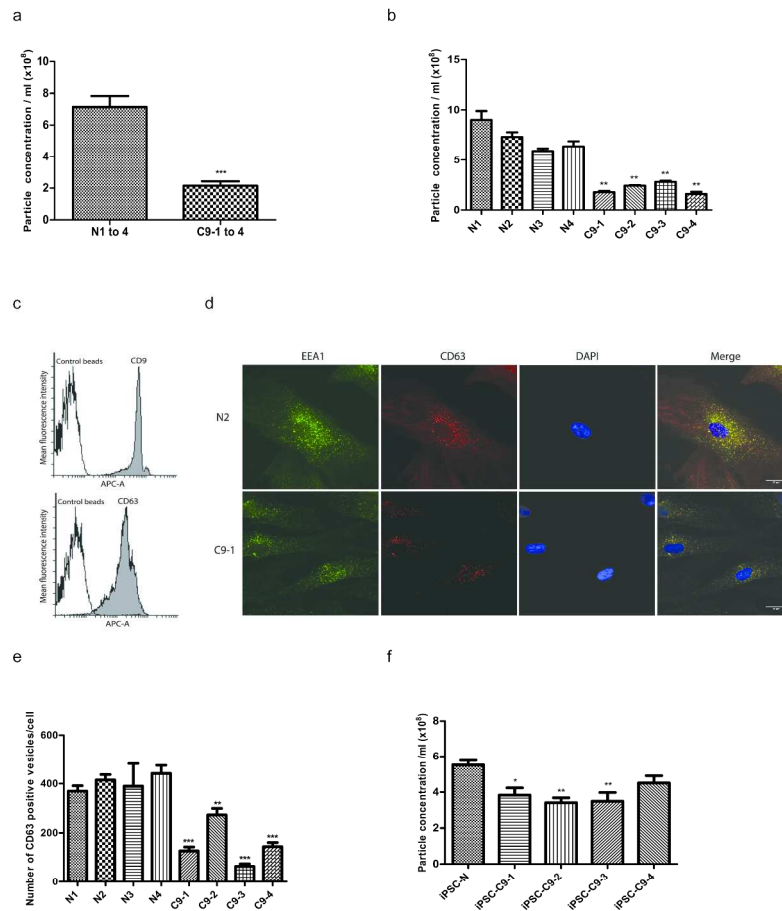 a
Particle concentration / ml (x10⁸)
10
8
6
4
2
0
***
N1 to 4
C9-1 to 4
b
Particle concentration / ml (x10⁸)
15
10
5
0
** ** ** **
N1 N2 N3 N4 C9-1 C9-2 C9-3 C9-4
c
Control beads CD9
Mean fluorescence intensity
APC-A
Control beads CD63
Mean fluorescence intensity
APC-A
d
EEA1 CD63 DAPI Merge
N2
C9-1
e
Number of CD63 positive vesicles/cell
600
400
200
0
*** ** *** ***
N1 N2 N3 N4 C9-1 C9-2 C9-3 C9-4
f
Particle concentration /ml (x10⁸)
8
6
4
2
0
* ** **
iPSC-N iPSC-C9-1 iPSC-C9-2 iPSC-C9-3 iPSC-C9-4